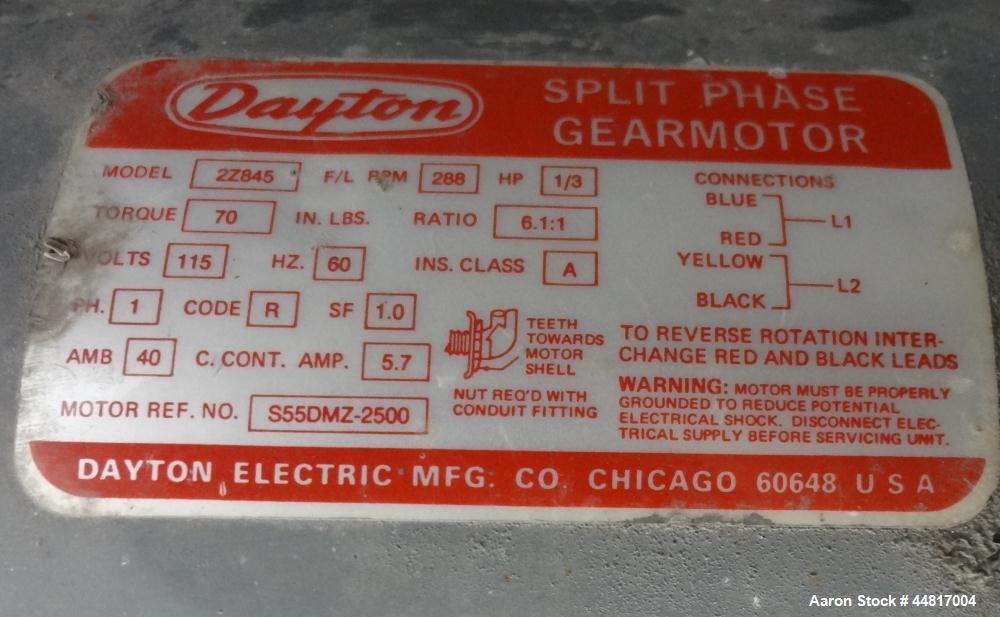 Dayton
SPLIT PHASE
GEARMOTOR
MODEL 2Z845 F/L RPM 288 HP 1/3
TORQUE 70 IN. LBS. RATIO 6.1:1
VOLTS 115 HZ. 60 INS. CLASS A
PH. 1 CODE R SF 1.0
AMB 40 C. CONT. AMP. 5.7
MOTOR REF. NO. S55DMZ-2500
TEETH
TOWARDS
MOTOR
SHELL
NUT REQ'D WITH
CONDUIT FITTING
CONNECTIONS
BLUE
RED
L1
YELLOW
BLACK
L2
TO REVERSE ROTATION INTER-
CHANGE RED AND BLACK LEADS
WARNING: MOTOR MUST BE PROPERLY
GROUNDED TO REDUCE POTENTIAL
ELECTRICAL SHOCK. DISCONNECT ELEC-
TRICAL SUPPLY BEFORE SERVICING UNIT.
DAYTON ELECTRIC MFG. CO. CHICAGO 60648 U S A
Aaron Stock # 44817004